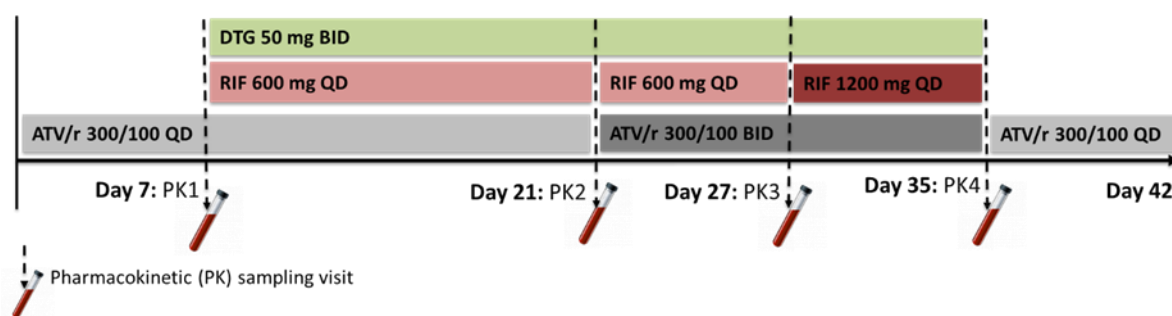 DTG 50 mg BID
RIF 600 mg QD
RIF 600 mg QD
RIF 1200 mg QD
ATV/r 300/100 QD
ATV/r 300/100 BID
ATV/r 300/100 QD
Day 7: PK1
Day 21: PK2
Day 27: PK3
Day 35: PK4
Day 42
Pharmacokinetic (PK) sampling visit